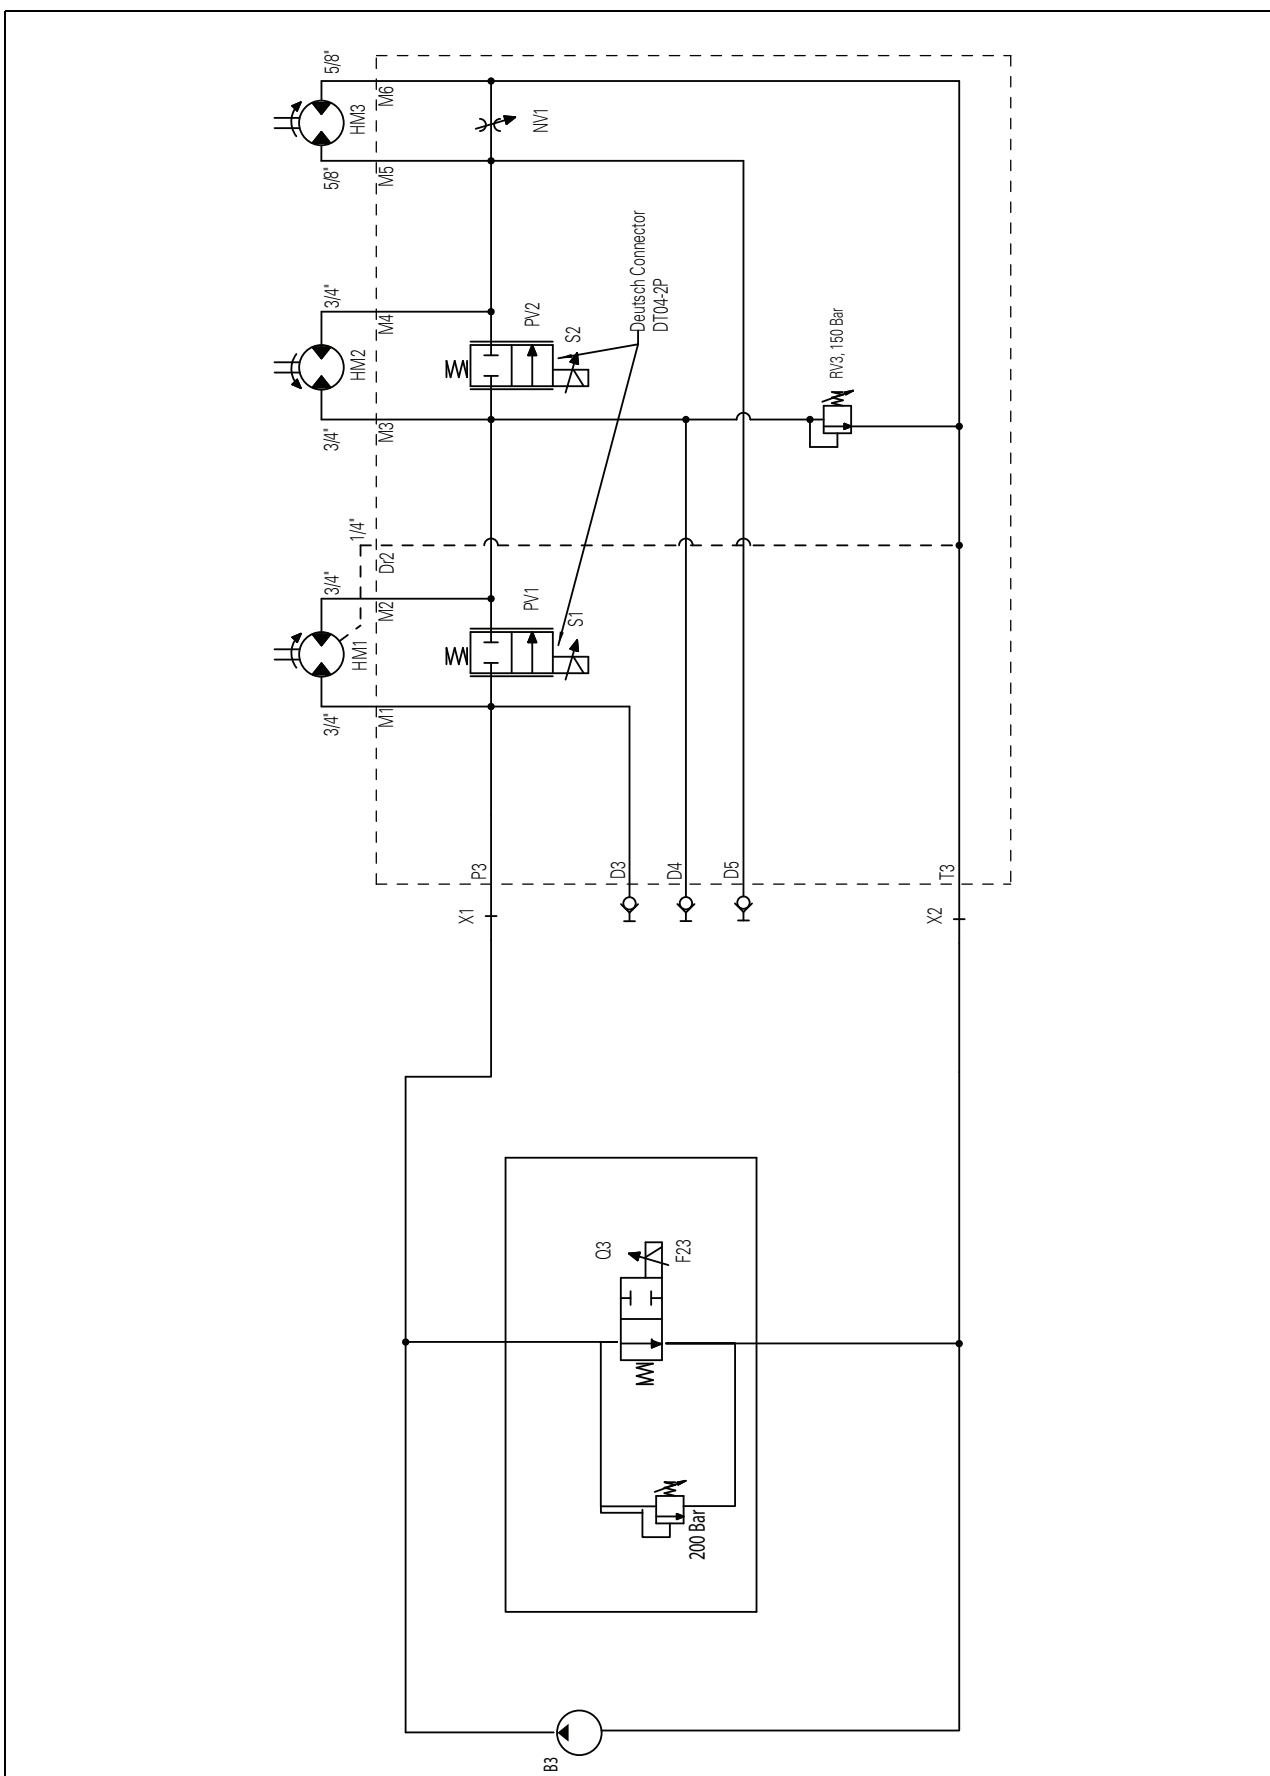 5/8"
M6
HM3
NV1
5/8"
M5
Deutsch Connector
DT04-2P
3/4"
M4
PV2
S2
HM2
RV3, 150 Bar
3/4"
M3
1/4"
Dr2
3/4"
M2
PV1
S1
HM1
3/4"
M1
P3
D3
D4
D5
T3
X1
X2
Q3
F23
200 Bar
B3